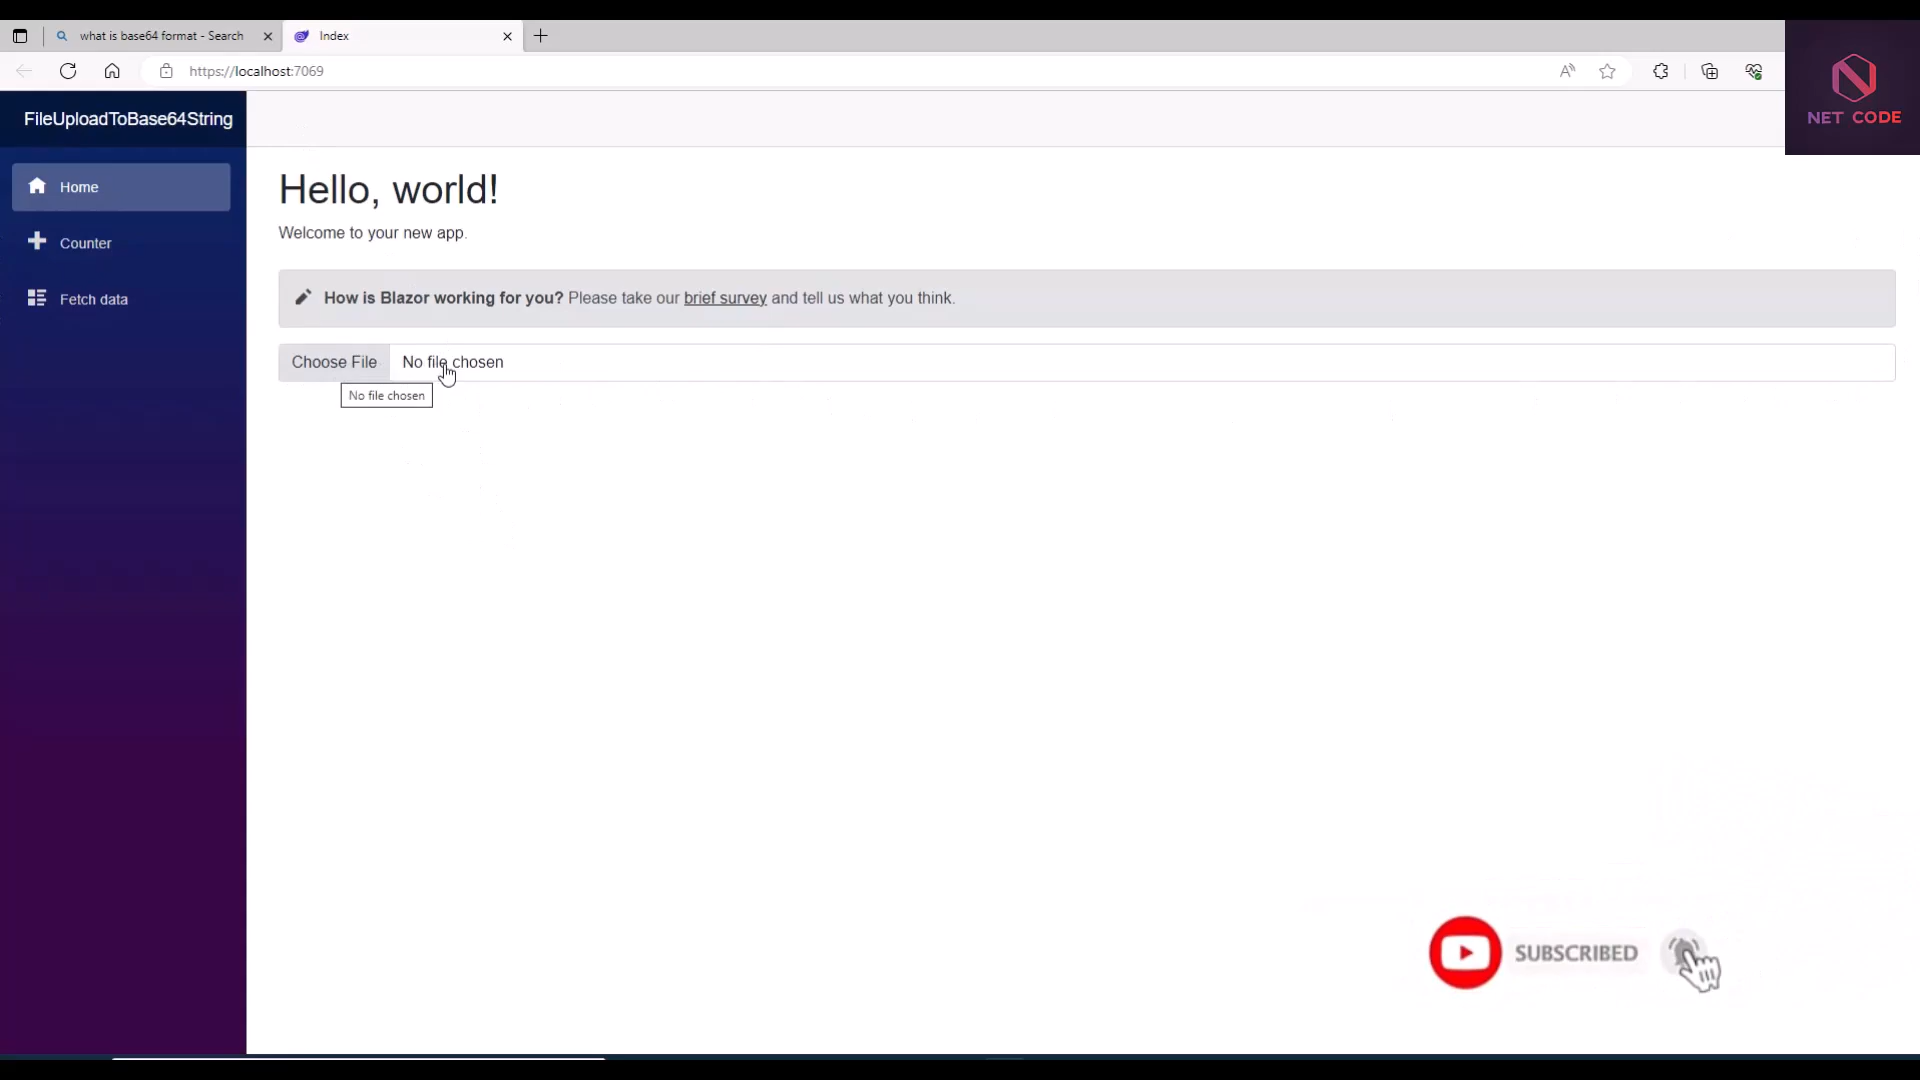 what is base64 format - Search
Index
https://localhost:7069
NET CODE
FileUploadToBase64String
Home
Counter
Fetch data
Hello, world!
Welcome to your new app.
How is Blazor working for you? Please take our brief survey and tell us what you think.
Choose File No file chosen
No file chosen
SUBSCRIBED